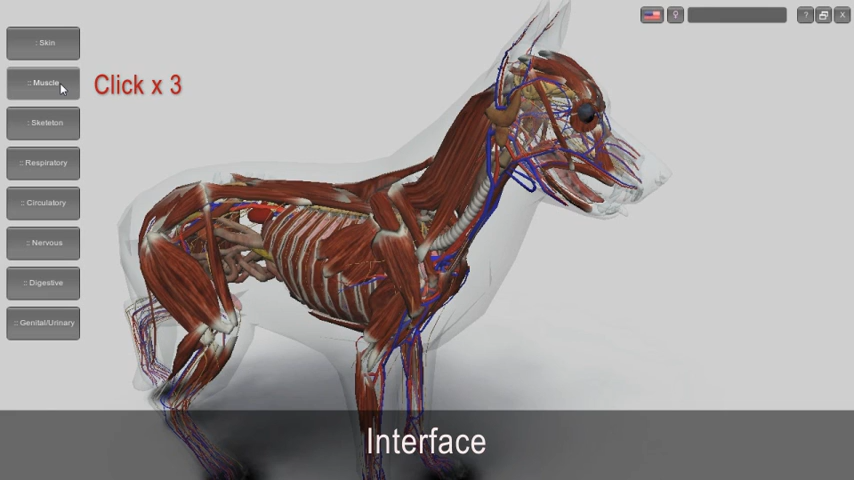 : Skin
:: Muscle
Click x 3
: Skeleton
:: Respiratory
:: Circulatory
:: Nervous
:: Digestive
:: Genital/Urinary
?
X
Interface